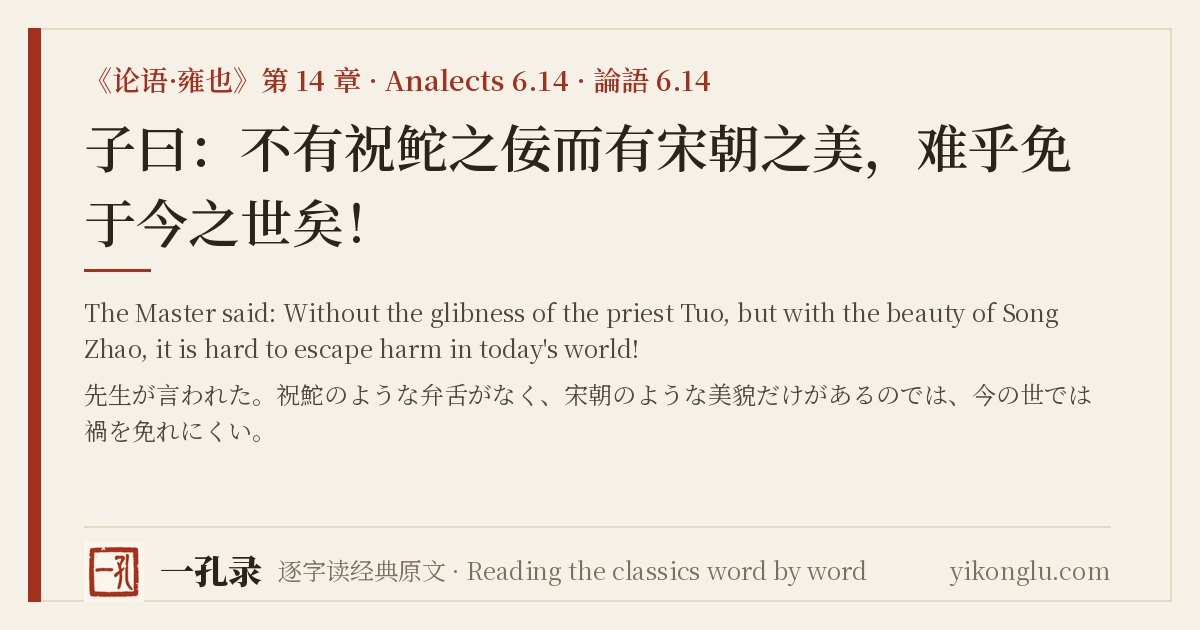 《论语·雍也》第 14 章 · Analects 6.14 · 論語 6.14
子曰：不有祝鮀之佞而有宋朝之美，难乎免
于今之世矣！
The Master said: Without the glibness of the priest Tuo, but with the beauty of Song
Zhao, it is hard to escape harm in today's world!
先生が言われた。祝鮀のような弁舌がなく、宋朝のような美貌だけがあるのでは、今の世では
禍を免れにくい。
一孔
一孔录 逐字读经典原文 · Reading the classics word by word yikonglu.com